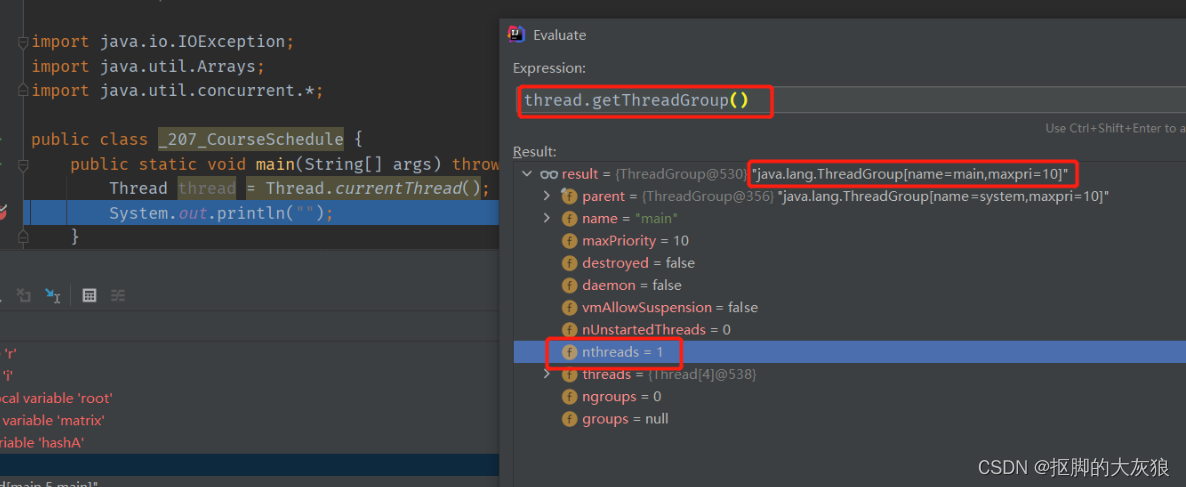 import java.io.IOException;
import java.util.Arrays;
import java.util.concurrent.*;
public class _207_CourseSchedule {
public static void main(String[] args) throw
Thread thread = Thread.currentThread();
System.out.println("");
}
'r'
'i'
ocal variable 'root'
variable 'matrix'
riable 'hashA'
Evaluate
Expression:
thread.getThreadGroup()
Use Ctrl+Shift+Enter to a
Result:
result = {ThreadGroup@530} "java.lang.ThreadGroup[name=main,maxpri=10]"
parent = {ThreadGroup@356} "java.lang.ThreadGroup[name=system,maxpri=10]"
name = "main"
maxPriority = 10
destroyed = false
daemon = false
vmAllowSuspension = false
nUnstartedThreads = 0
nthreads = 1
threads = {Thread[4]@538}
ngroups = 0
groups = null
CSDN @抠脚的大灰狼